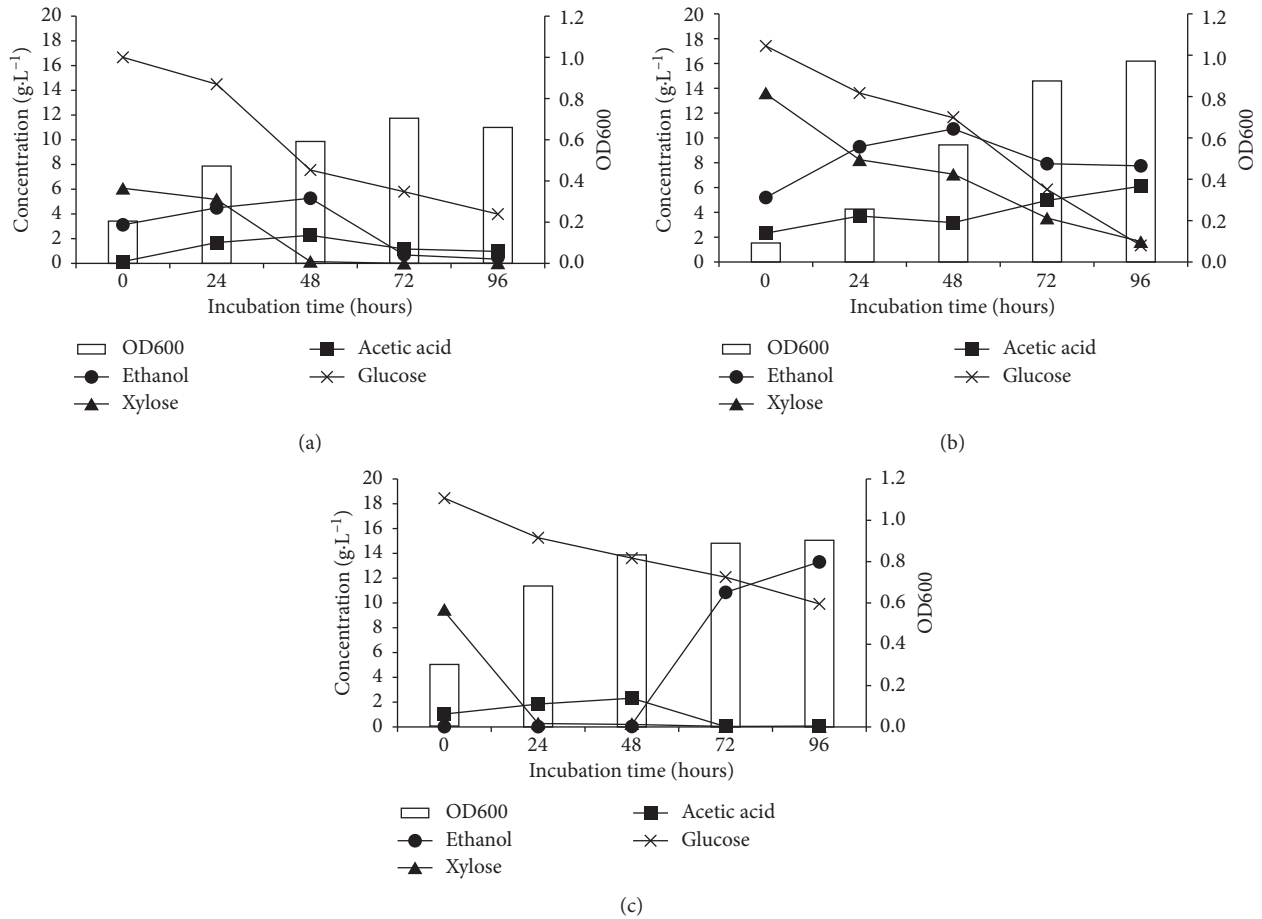 Concentration (g·L⁻¹)
20
18
16
14
12
10
8
6
4
2
0
1.2
1.0
0.8
0.6
0.4
0.2
0.0
OD600
0 24 48 72 96
Incubation time (hours)
OD600 Acetic acid
Ethanol Glucose
Xylose
(a)
Concentration (g·L⁻¹)
20
18
16
14
12
10
8
6
4
2
0
1.2
1.0
0.8
0.6
0.4
0.2
0.0
OD600
0 24 48 72 96
Incubation time (hours)
OD600 Acetic acid
Ethanol Glucose
Xylose
(b)
Concentration (g·L⁻¹)
20
18
16
14
12
10
8
6
4
2
0
1.2
1.0
0.8
0.6
0.4
0.2
0.0
OD600
0 24 48 72 96
Incubation time (hours)
OD600 Acetic acid
Ethanol Glucose
Xylose
(c)